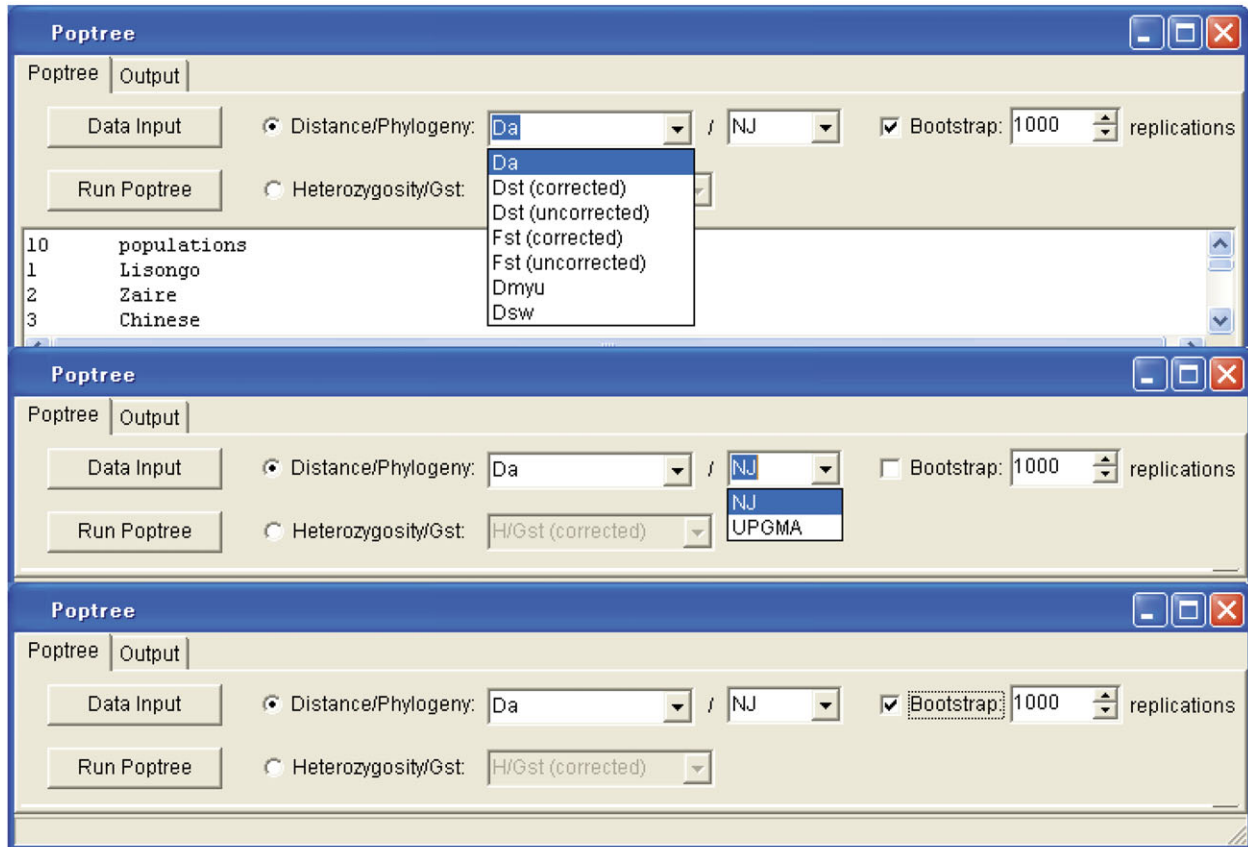 Poptree
Poptree Output
Data Input Distance/Phylogeny: Da / NJ Bootstrap: 1000 replications
Da
Run Poptree Heterozygosity/Gst: Dst (corrected)
Dst (uncorrected)
10 populations Fst (corrected)
1 Lisongo Fst (uncorrected)
2 Zaire Dmyu
3 Chinese Dsw
Poptree
Poptree Output
Data Input Distance/Phylogeny: Da / NJ Bootstrap: 1000 replications
NJ
Run Poptree Heterozygosity/Gst: H/Gst (corrected) UPGMA
Poptree
Poptree Output
Data Input Distance/Phylogeny: Da / NJ Bootstrap: 1000 replications
Run Poptree Heterozygosity/Gst: H/Gst (corrected)